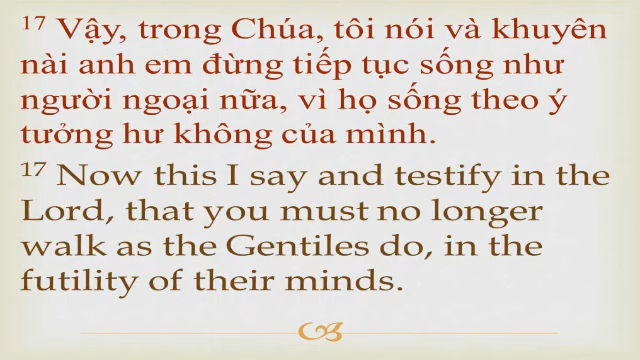 17 Vậy, trong Chúa, tôi nói và khuyên
nài anh em đừng tiếp tục sống như
người ngoại nữa, vì họ sống theo ý
tưởng hư không của mình.
17 Now this I say and testify in the
Lord, that you must no longer
walk as the Gentiles do, in the
futility of their minds.